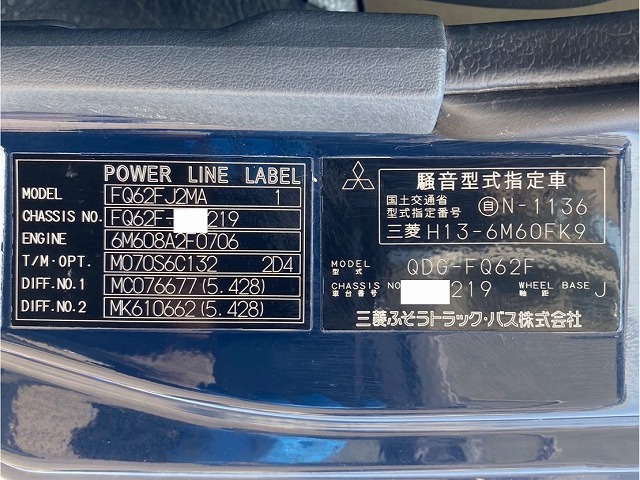 POWER LINE LABEL
MODEL FQ62FJ2MA 1
CHASSIS NO. FQ62F- 219
ENGINE 6M608A2F0706
T/M・OPT. M070S6C132 2D4
DIFF.NO.1 MC076677(5.428)
DIFF.NO.2 MK610662(5.428)
騒音型式指定車
国土交通省
型式指定番号 自N-1136
三菱 H13-6M60FK9
MODEL
型式 QDG-FQ62F
CHASSIS NO
車台番号 219
WHEEL BASE
軸距 J
三菱ふそうトラック・バス株式会社